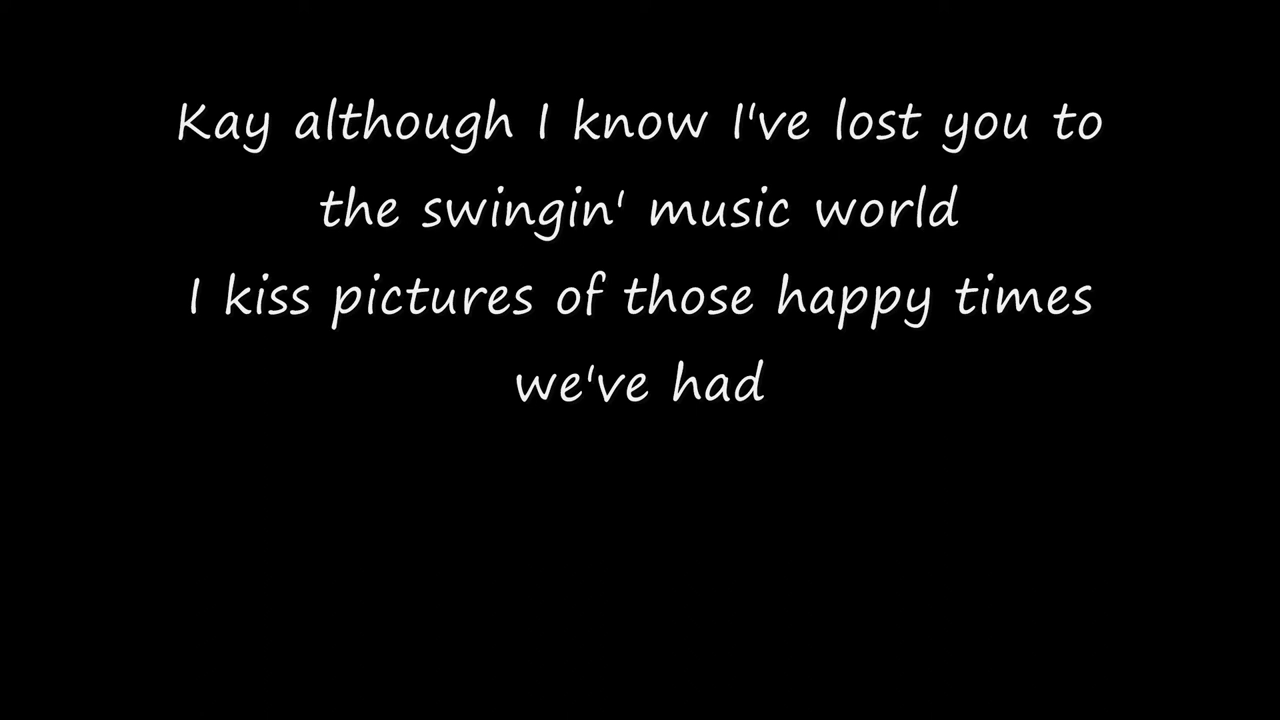 Kay although I know I've lost you to
the swingin' music world
I kiss pictures of those happy times
we've had